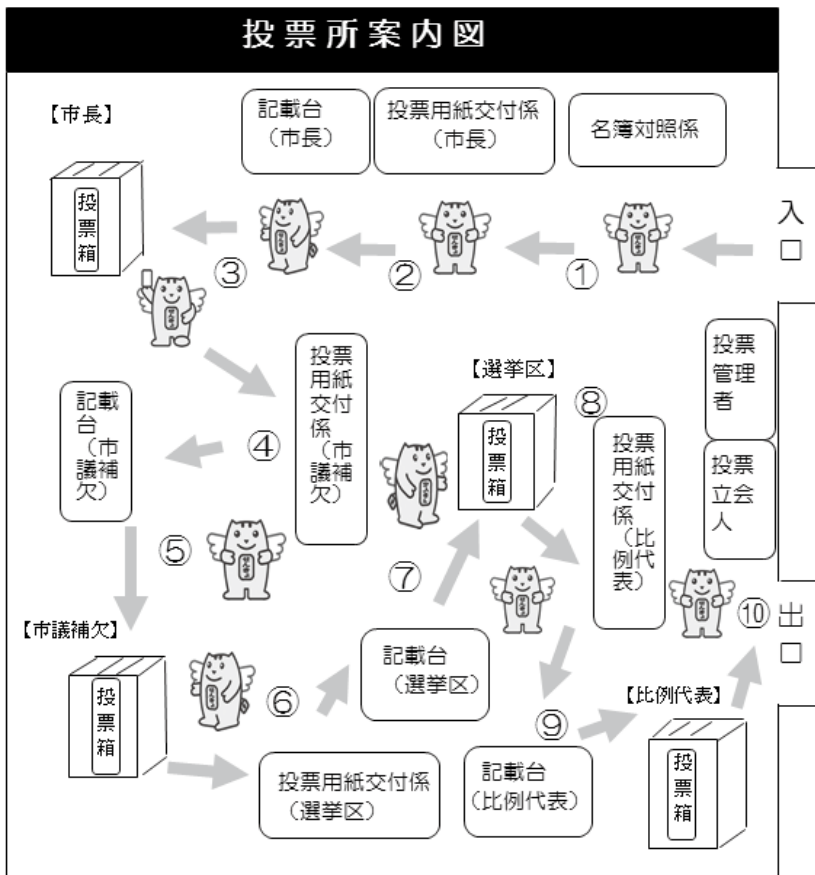 投票所案内図
【市長】
記載台
（市長）
投票用紙交付係
（市長）
名簿対照係
入口
投票箱
③
②
①
投票
管理
者
投票
立会
人
【選挙区】
⑧
投票箱
投票
用紙
交付
係
（市
議補
欠）
④
記載
台
（市
議補
欠）
投票
用紙
交付
係
（比
例代
表）
⑤
⑦
⑩
出口
【市議補欠】
投票箱
⑥
記載台
（選挙区）
⑨
【比例代表】
投票用紙交付係
（選挙区）
記載台
（比例代表）
投票箱